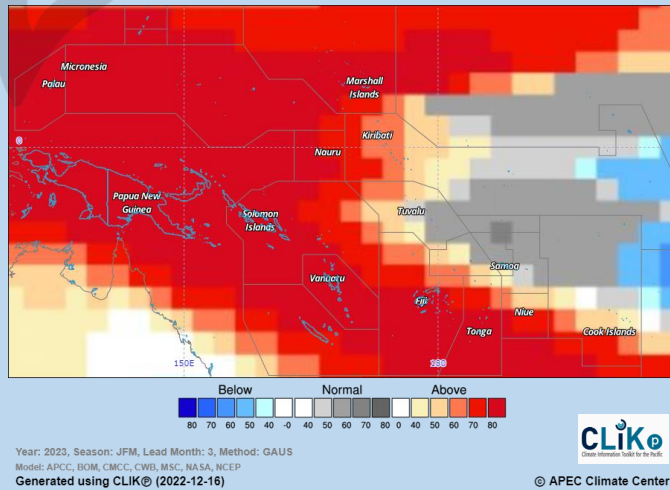 Micronesia
Palau
Marshall
Islands
Kiribati
0
Nauru
Papua New
Guinea
Solomon
Islands
Tuvalu
Samoa
Vanuatu
Fiji
Niue
Tonga
Cook Islands
150E
180
Below Normal Above
80 70 60 50 40 -0 40 50 60 70 80 0 40 50 60 70 80
CLiKP
Climate Information Toolkit for the Pacific
Year: 2023, Season: JFM, Lead Month: 3, Method: GAUS
Model: APCC, BOM, CMCC, CWB, MSC, NASA, NCEP
Generated using CLIKⓅ (2022-12-16)
© APEC Climate Center